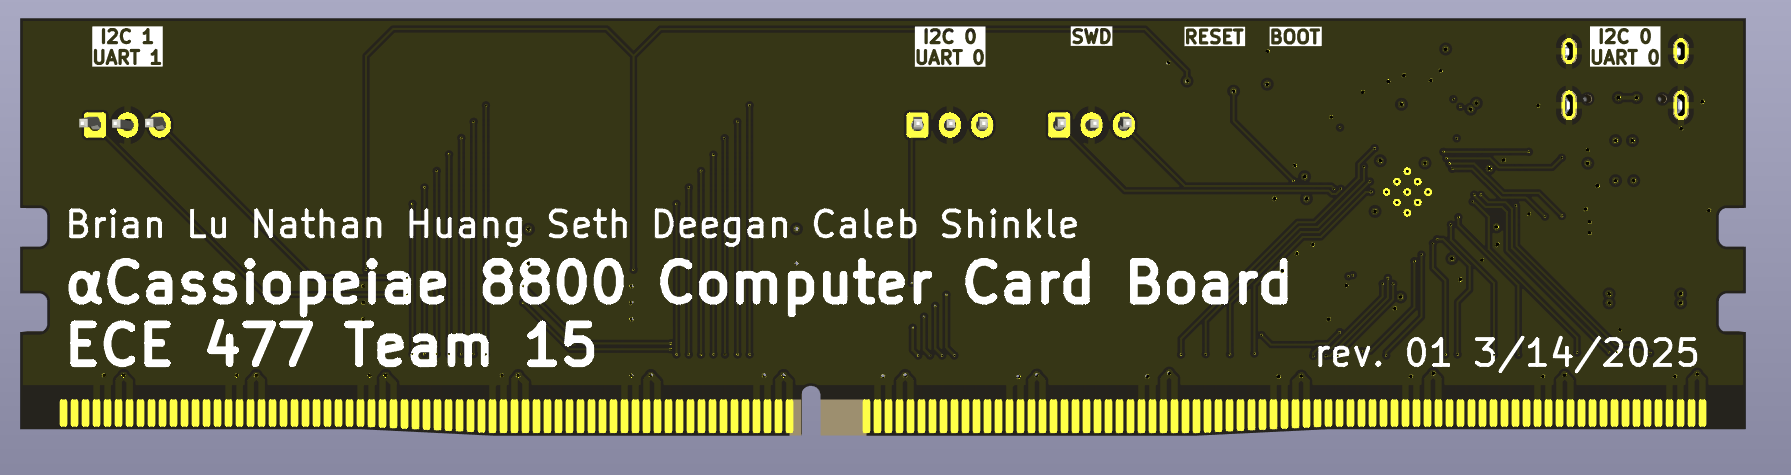 I2C 1
UART 1
I2C 0
UART 0
SWD
RESET
BOOT
I2C 0
UART 0
Brian Lu Nathan Huang Seth Deegan Caleb Shinkle
αCassiopeiae 8800 Computer Card Board
ECE 477 Team 15
rev. 01 3/14/2025